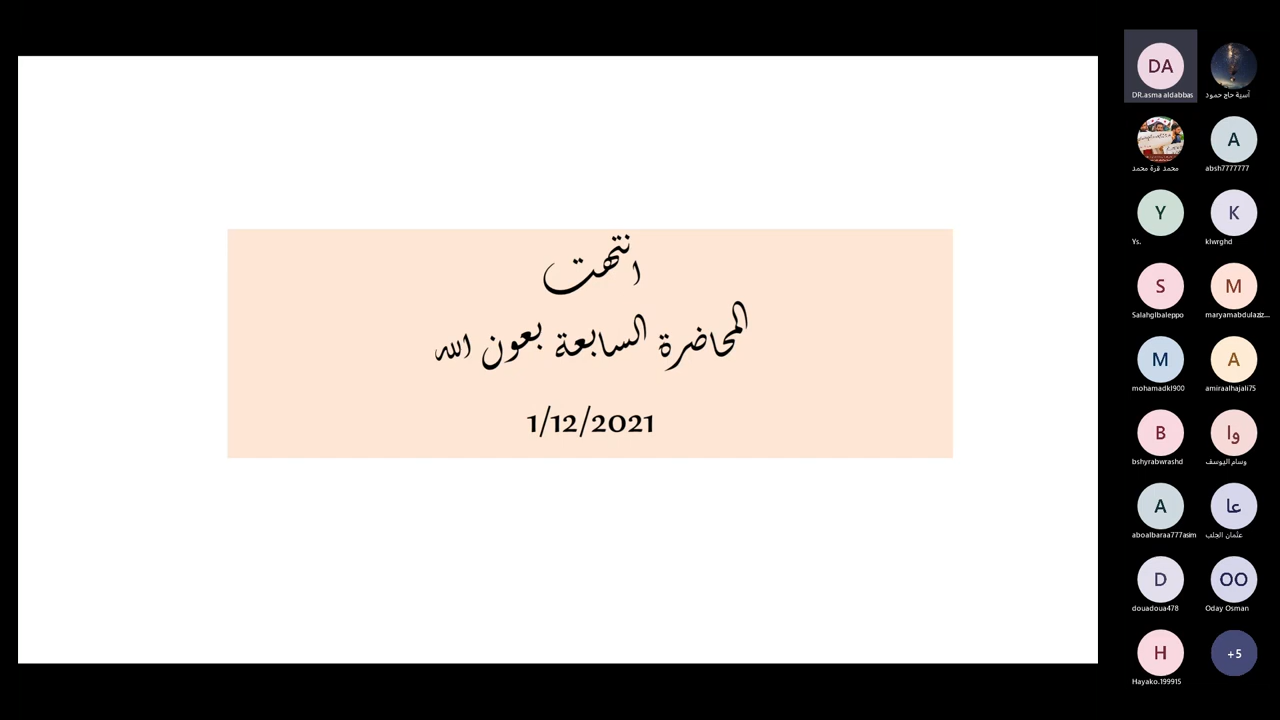 انتهت
المحاضرة السابعة بعون الله
1/12/2021
DA
DR.asma aldabbas
آسية حاج حمود
محمد قرة محمد
A
absh7777777
Y
Ys.
K
klwrghd
S
Salahglbaleppo
M
maryamabdulaziz...
M
mohamadkl900
A
amiraalhajali75
B
bshyrabwrashd
وا
وسام اليوسف
A
aboalbaraa777asim
عا
عثمان الجلب
D
douadoua478
OO
Oday Osman
H
Hayako.199915
+5